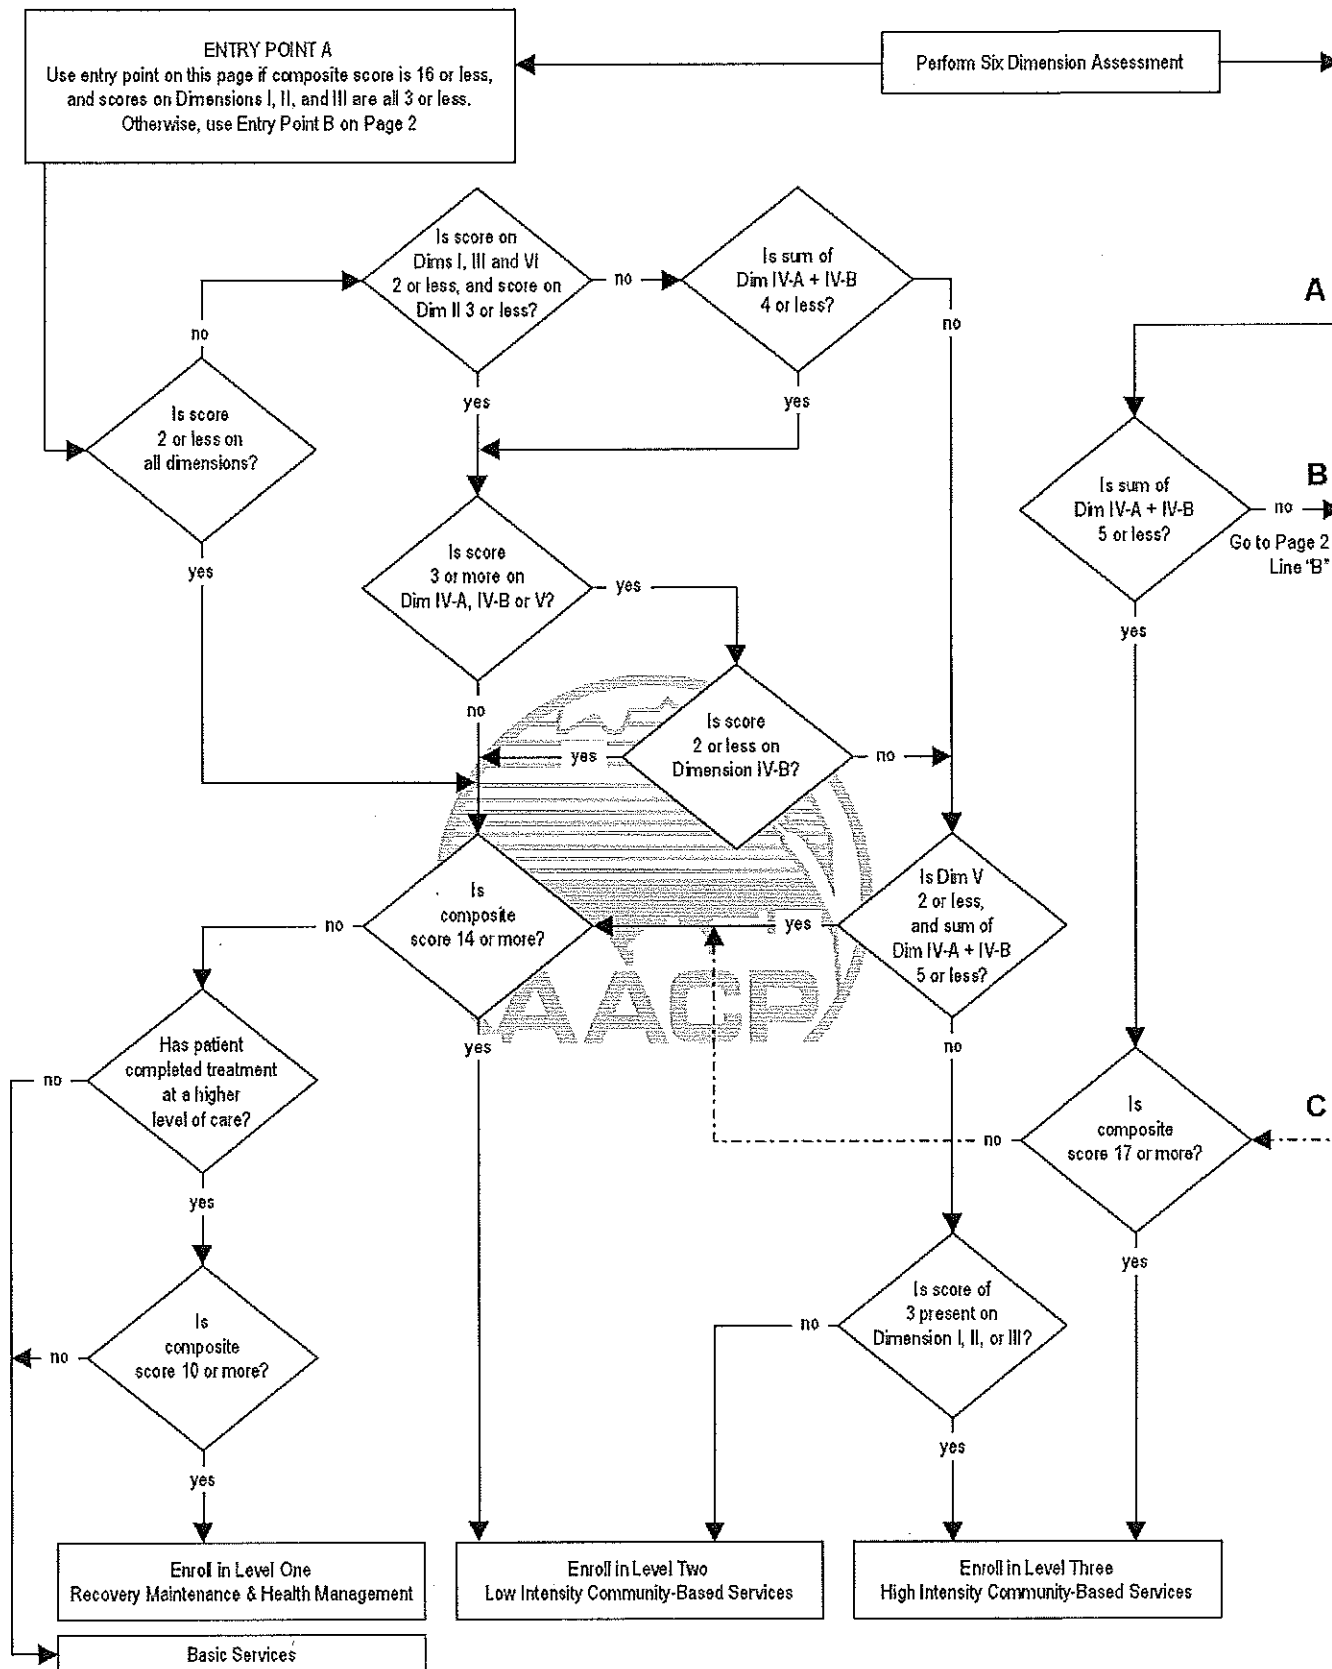 ENTRY POINT A
Use entry point on this page if composite score is 16 or less,
and scores on Dimensions I, II, and III are all 3 or less.
Otherwise, use Entry Point B on Page 2
Perform Six Dimension Assessment
Is score on
Dims I, III and VI
2 or less, and score on
Dim II 3 or less?
no
Is sum of
Dim IV-A + IV-B
4 or less?
A
no
no
yes
yes
Is score
2 or less on
all dimensions?
B
Is sum of
Dim IV-A + IV-B
5 or less?
no
Go to Page 2
Line "B"
yes
Is score
3 or more on
Dim IV-A, IV-B or V?
yes
yes
no
Is score
2 or less on
Dimension IV-B?
yes
no
Is
composite
score 14 or more?
no
yes
Is Dim V
2 or less,
and sum of
Dim IV-A + IV-B
5 or less?
AACP
yes
no
Has patient
completed treatment
at a higher
level of care?
no
Is
composite
score 17 or more?
C
no
yes
yes
Is
composite
score 10 or more?
no
Is score of
3 present on
Dimension I, II, or III?
no
yes
yes
Enroll in Level One
Recovery Maintenance & Health Management
Enroll in Level Two
Low Intensity Community-Based Services
Enroll in Level Three
High Intensity Community-Based Services
Basic Services